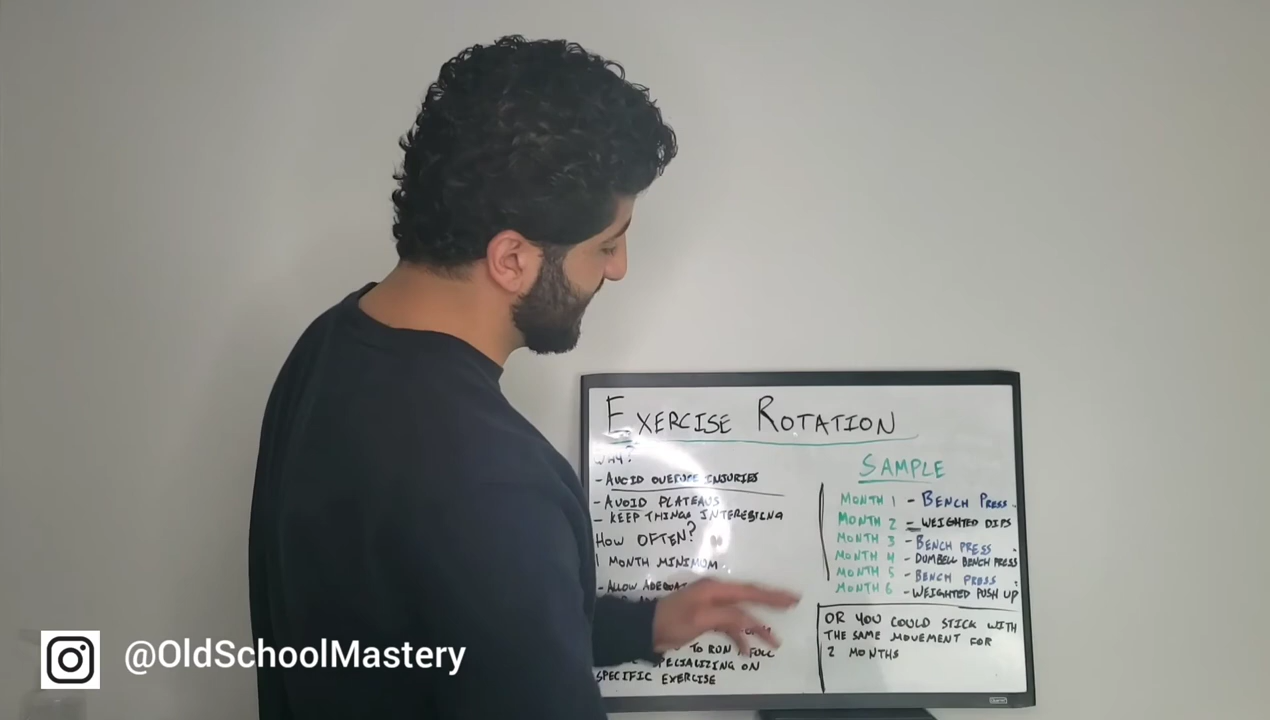 EXERCISE ROTATION
WHY?
- AVOID OVERUSE INJURIES
- AVOID PLATEAUS
- KEEP THINGS INTERESTING
HOW OFTEN?
1 MONTH MINIMUM
- ALLOW
TO RUN A FULL
SPECIALIZING ON
SPECIFIC EXERCISE
SAMPLE
MONTH 1 - BENCH PRESS
MONTH 2 - WEIGHTED DIPS
MONTH 3 - BENCH PRESS
MONTH 4 - DUMBELL BENCH PRESS
MONTH 5 - BENCH PRESS
MONTH 6 - WEIGHTED PUSH UP
OR YOU COULD STICK WITH
THE SAME MOVEMENT FOR
2 MONTHS
@OldSchoolMastery